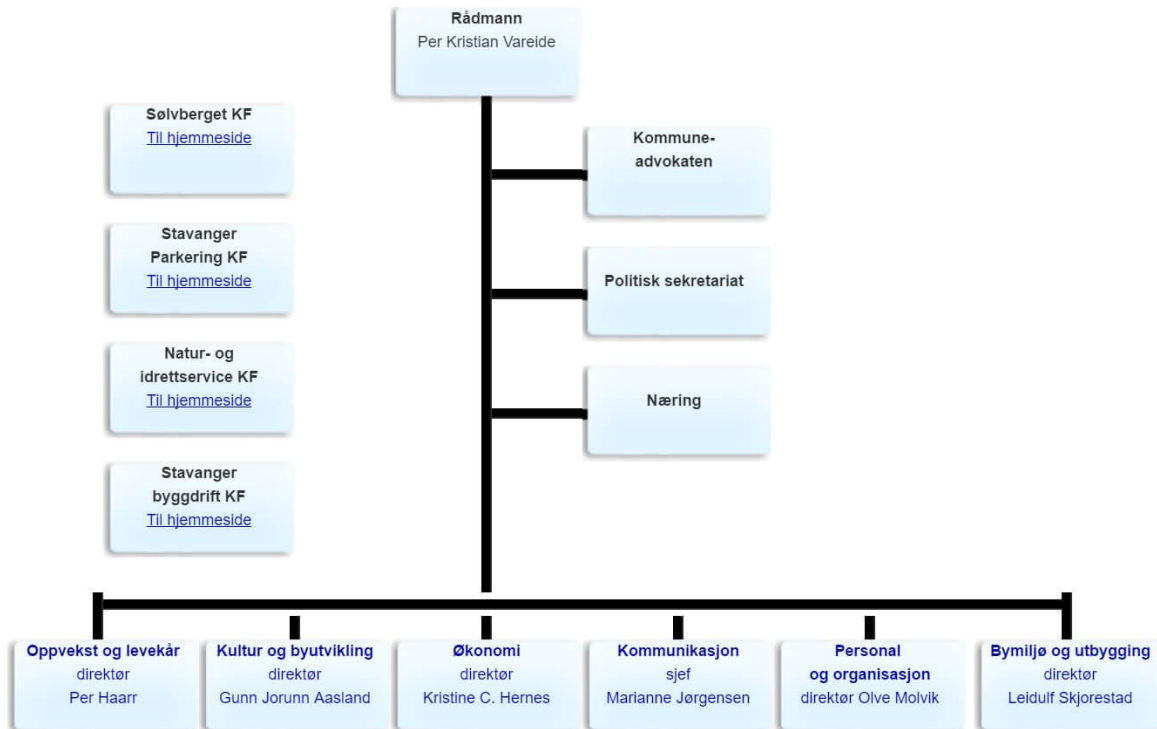 Rådmann
Per Kristian Vareide
Sølvberget KF
Til hjemmeside
Kommune-
advokaten
Stavanger
Parkering KF
Til hjemmeside
Politisk sekretariat
Natur- og
idrettservice KF
Til hjemmeside
Næring
Stavanger
byggdrift KF
Til hjemmeside
Oppvekst og levekår
direktør
Per Haarr
Kultur og byutvikling
direktør
Gunn Jorunn Aasland
Økonomi
direktør
Kristine C. Hernes
Kommunikasjon
sjef
Marianne Jørgensen
Personal
og organisasjon
direktør Olve Molvik
Bymiljø og utbygging
direktør
Leidulf Skjorestad